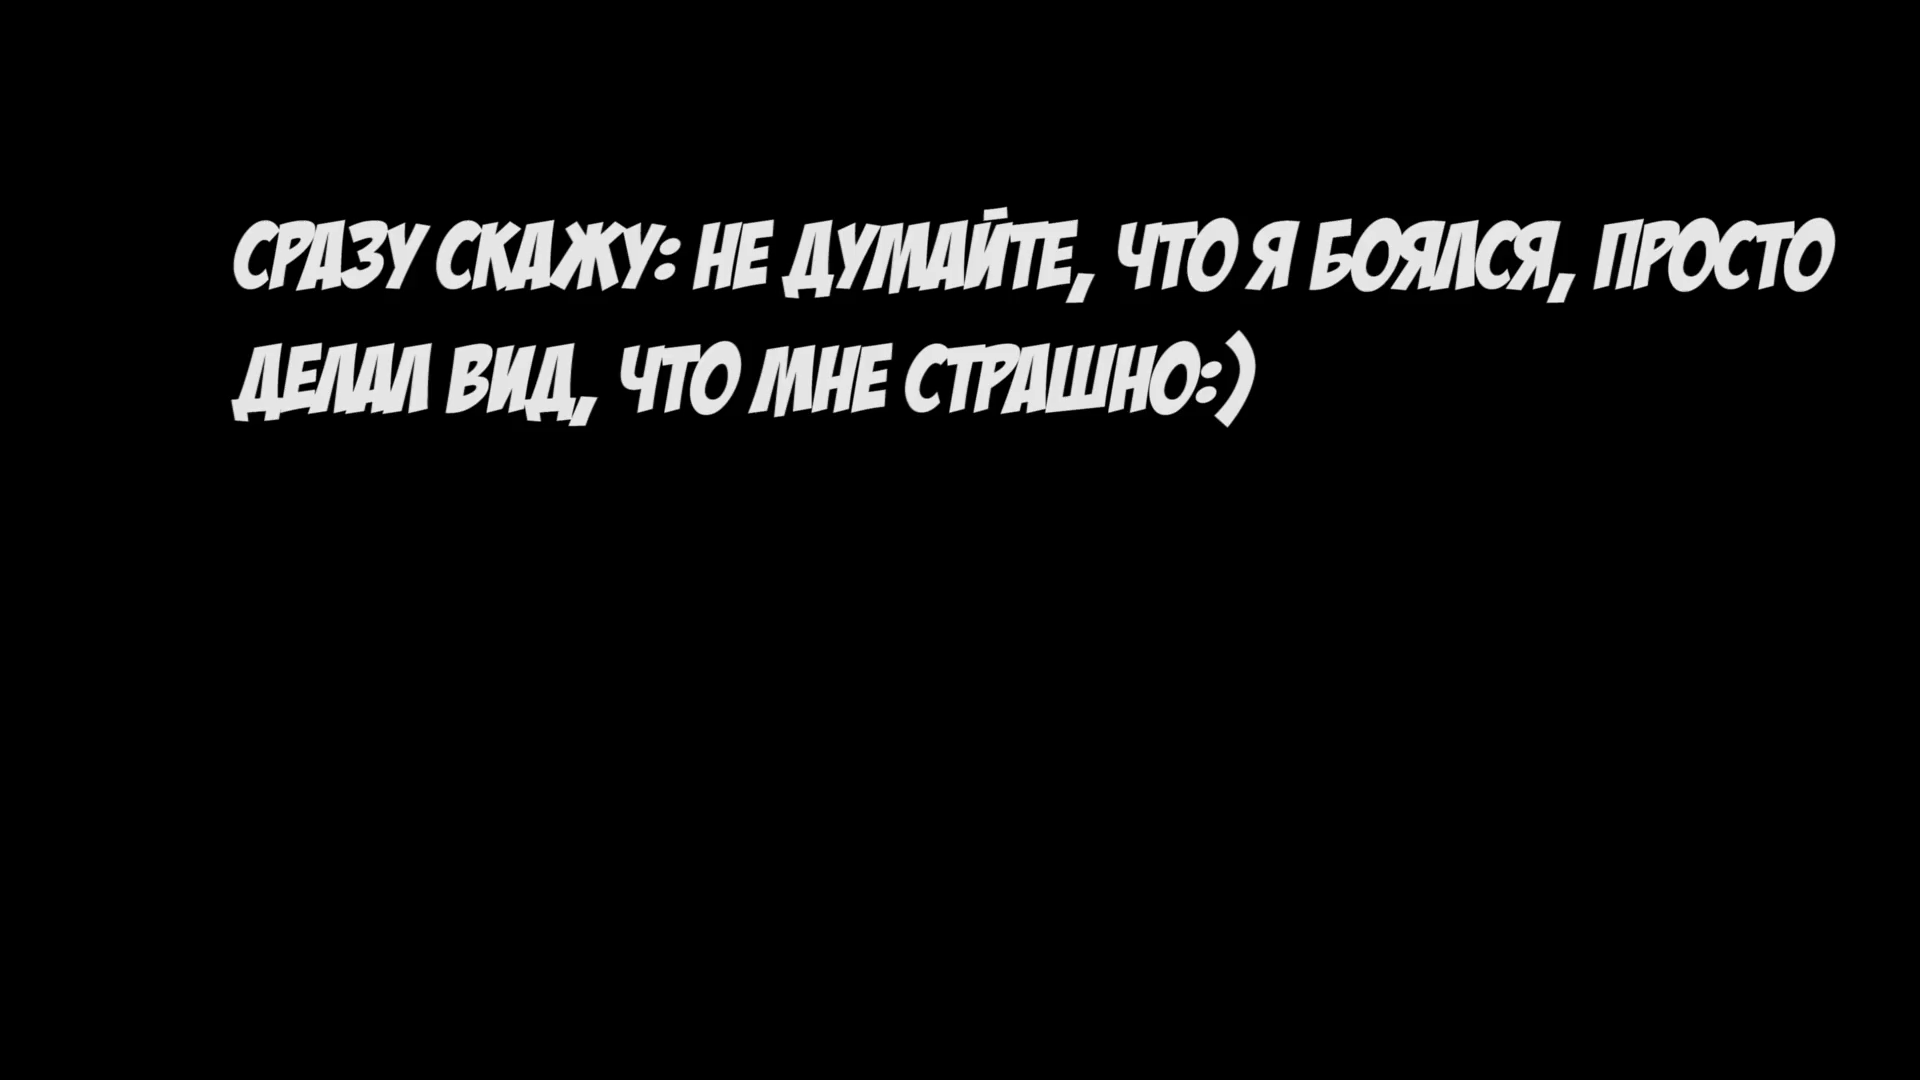 СРАЗУ СКАЖУ: НЕ ДУМАЙТЕ, ЧТО Я БОЯЛСЯ, ПРОСТО
ДЕЛАЛ ВИД, ЧТО МНЕ СТРАШНО:)